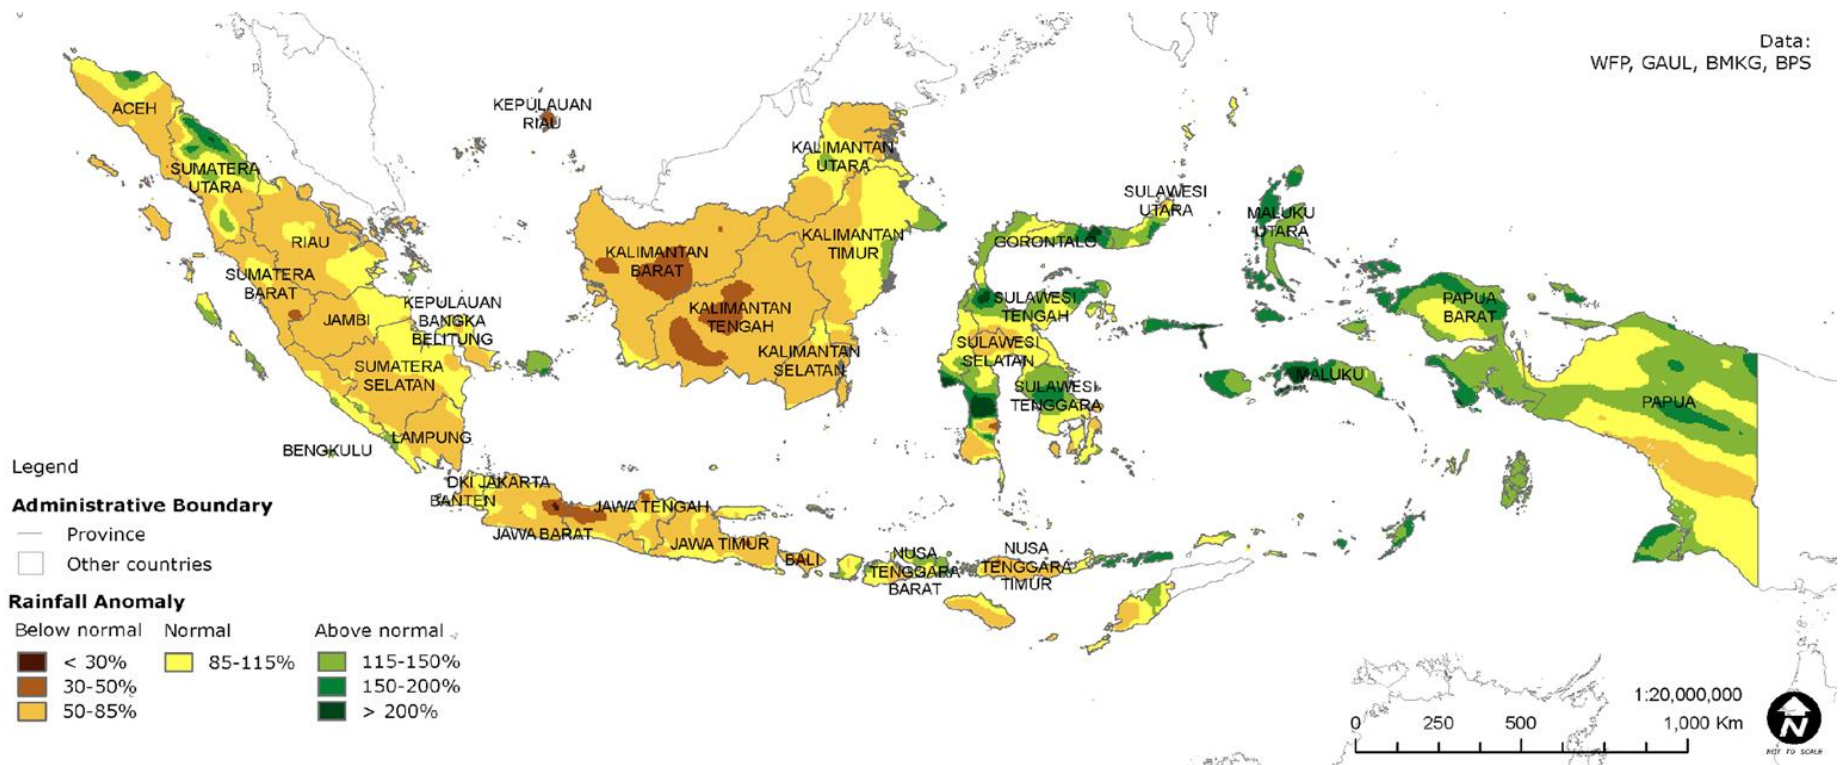 Data:
WFP, GAUL, BMKG, BPS
ACEH
SUMATERA
UTARA
RIAU
KEPULAUAN
RIAU
SUMATERA
BARAT
JAMBI
KEPULAUAN
BANGKA
BELITUNG
SUMATERA
SELATAN
BENGKULU
LAMPUNG
DKI JAKARTA
BANTEN
JAWA BARAT
JAWA TENGAH
JAWA TIMUR
BALI
NUSA
TENGGARA
BARAT
NUSA
TENGGARA
TIMUR
KALIMANTAN
UTARA
KALIMANTAN
BARAT
KALIMANTAN
TIMUR
KALIMANTAN
TENGAH
KALIMANTAN
SELATAN
SULAWESI
UTARA
GORONTALO
SULAWESI
TENGAH
SULAWESI
SELATAN
SULAWESI
TENGGARA
MALUKU
UTARA
MALUKU
PAPUA
BARAT
PAPUA
Legend
Administrative Boundary
Province
Other countries
Rainfall Anomaly
Below normal Normal Above normal
< 30% 85-115% 115-150%
30-50% 150-200%
50-85% > 200%
1:20,000,000
0 250 500 1,000 Km
N
NOT TO SCALE